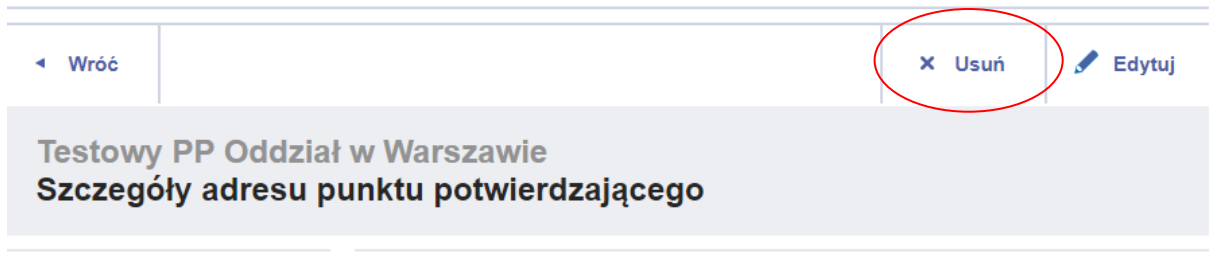 Wróć
Usuń
Edytuj
Testowy PP Oddział w Warszawie
Szczegóły adresu punktu potwierdzającego